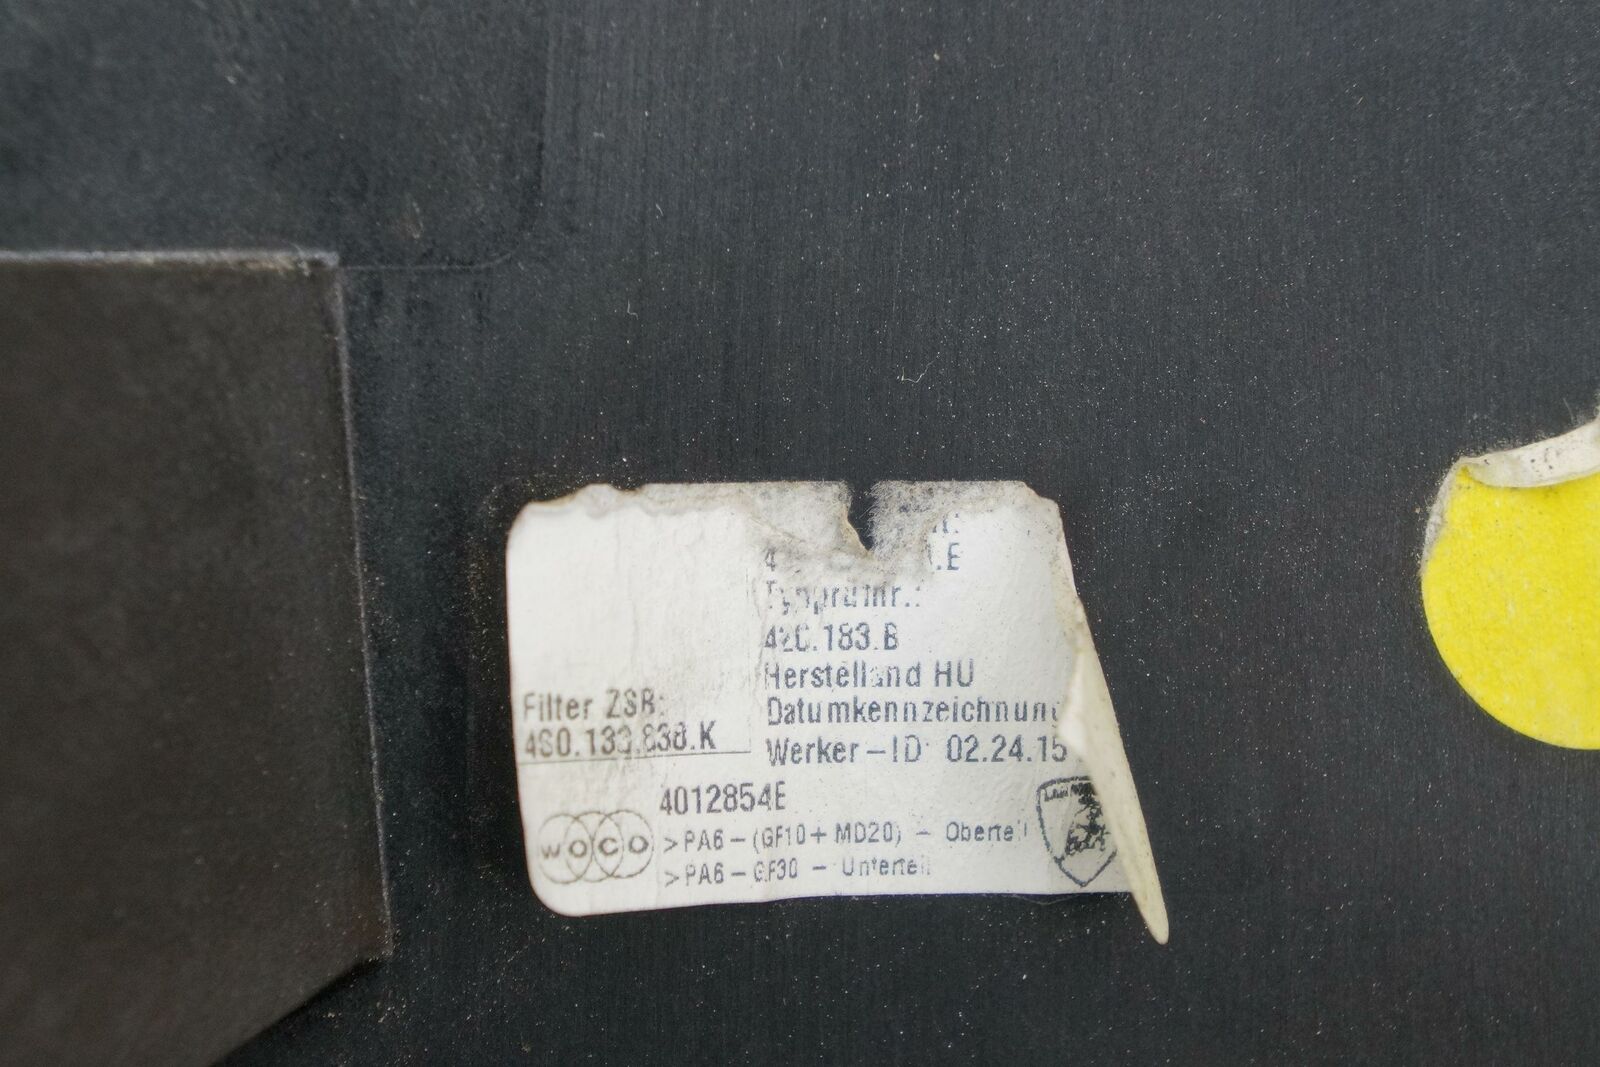 Filter ZSB:
4S0.133.838.K
42C.183.B
Herstelland HU
Datumkennzeichnung
Werker-ID: 02.24.15
4012854E
WOCO
>PA6-(GF10+MD20) - Oberteil
>PA6-GF30 - Unterteil